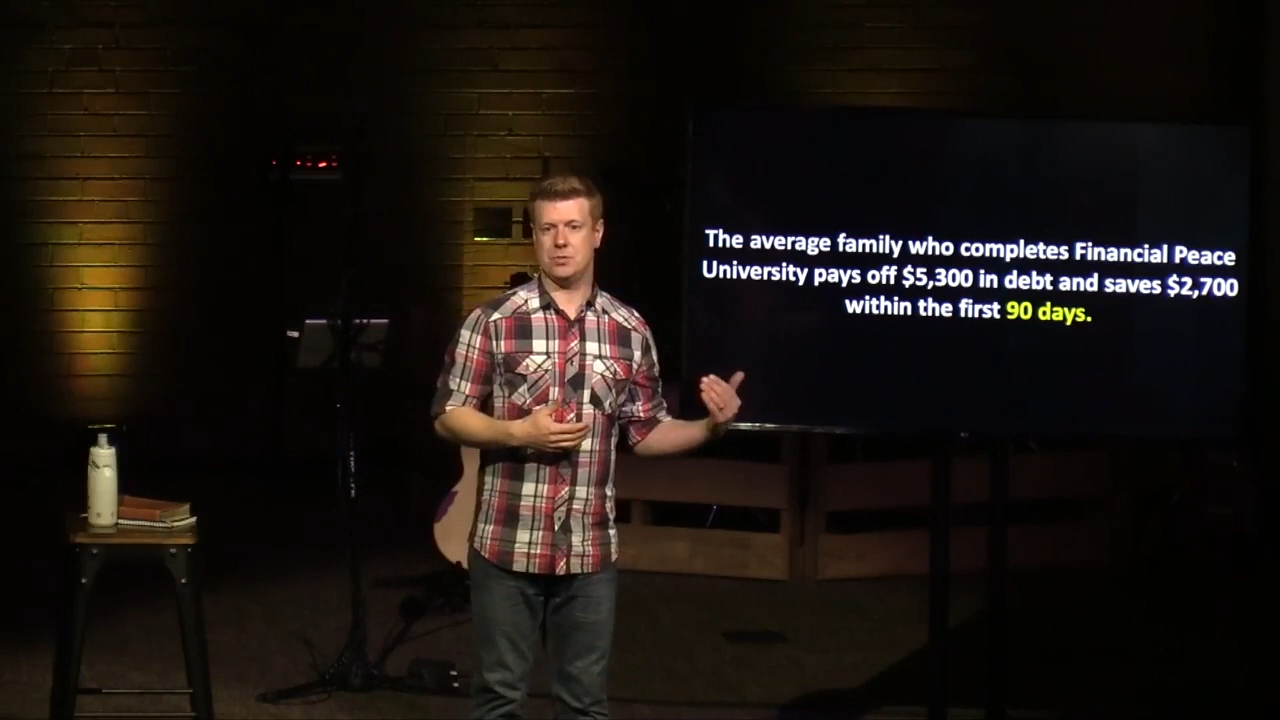 The average family who completes Financial Peace
University pays off $5,300 in debt and saves $2,700
within the first 90 days.